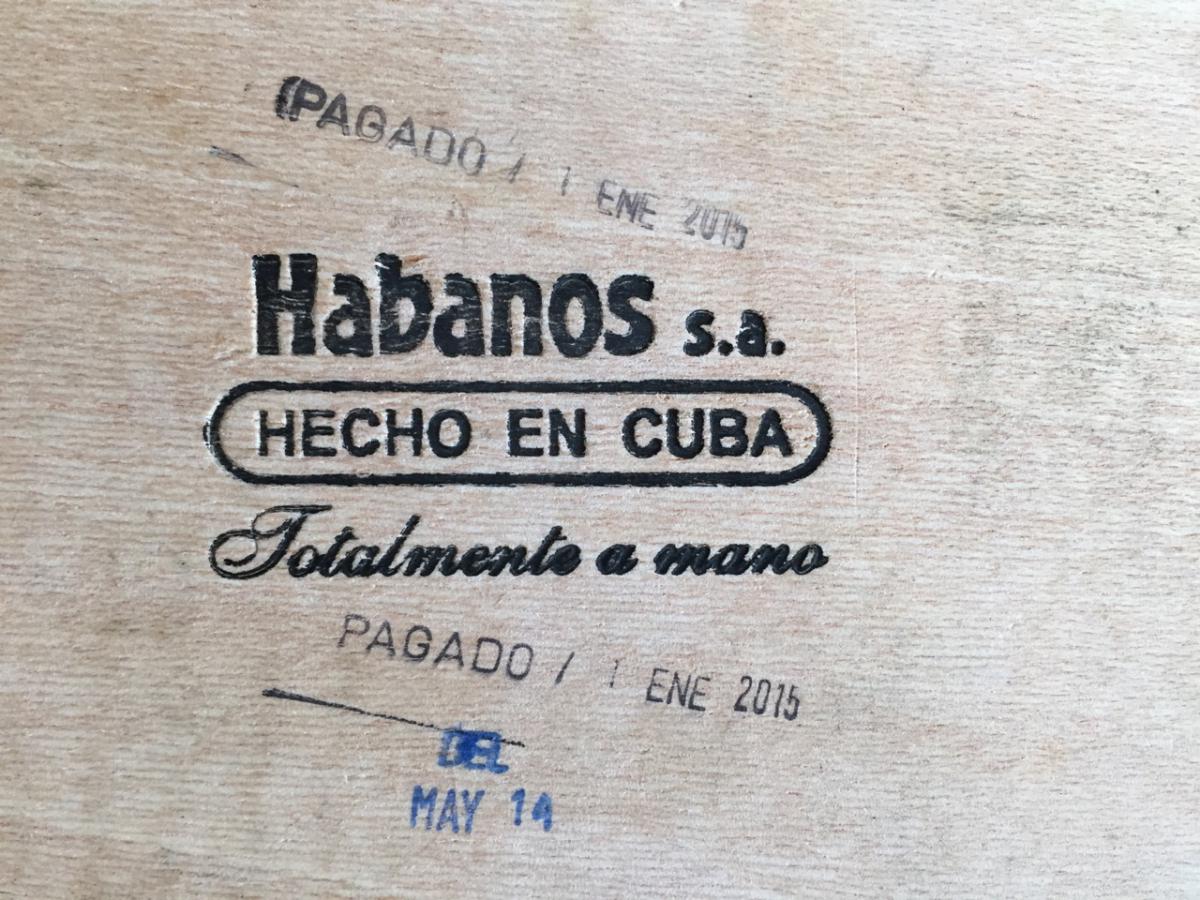 PAGADO / 1 ENE 2015
Habanos s.a.
HECHO EN CUBA
Totalmente a mano
PAGADO / 1 ENE 2015
DEL
MAY 14